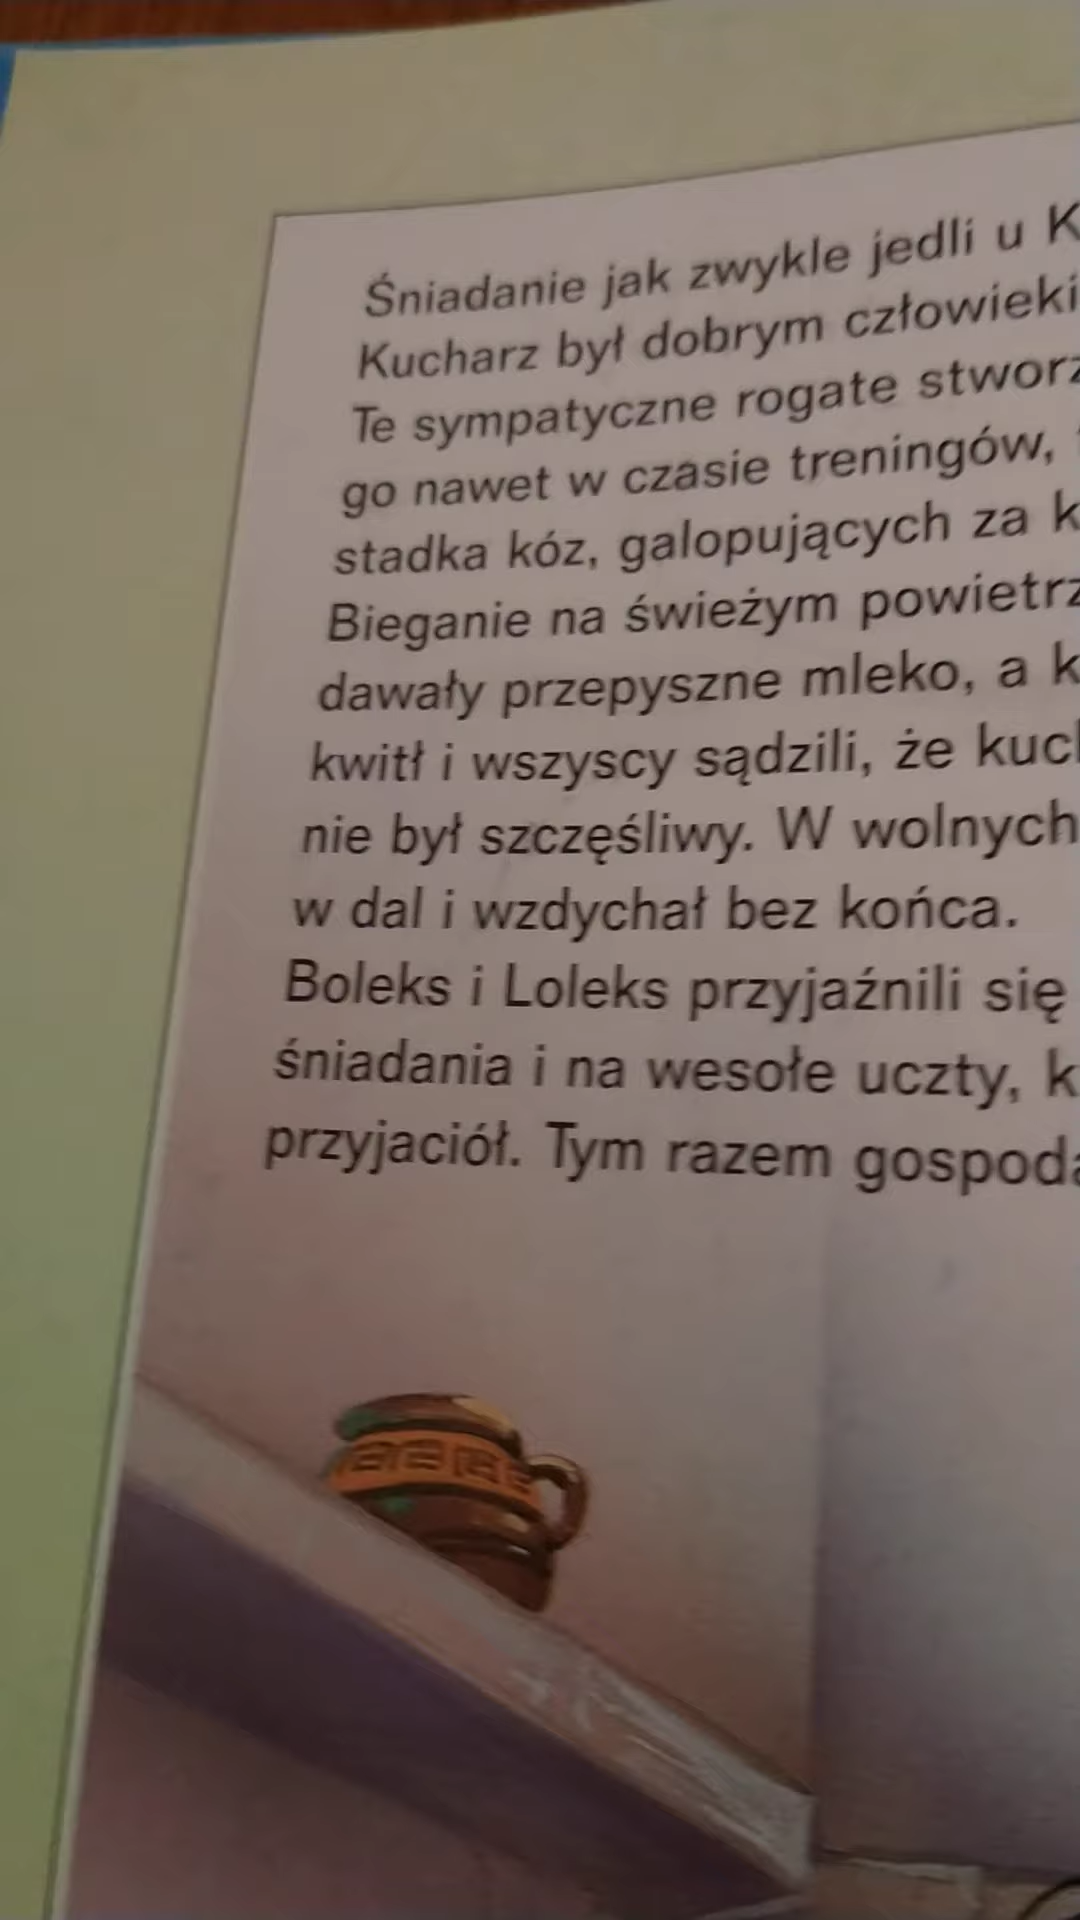 Śniadanie jak zwykle jedli u
Kucharz był dobrym
Te sympatyczne rogate
go nawet w czasie treningów,
stadka kóz, galopujących za
Bieganie na świeżym
dawały przepyszne mleko, a
kwitł i wszyscy sądzili, że
nie był szczęśliwy. W wolnych
w dal i wzdychał bez końca.
Boleks i Loleks przyjaźnili się
śniadania i na wesołe uczty,
przyjaciół. Tym razem